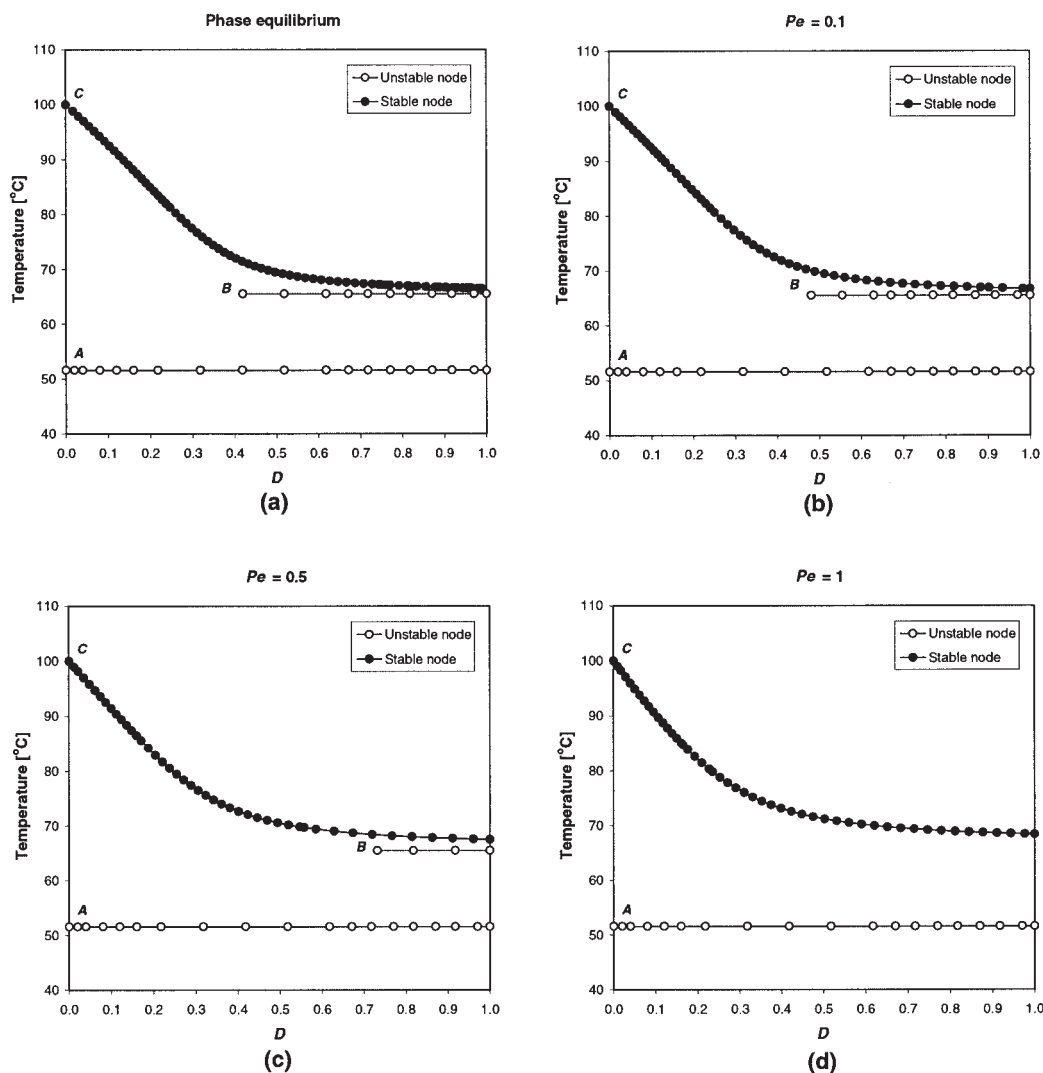 Phase equilibrium
110
100
90
80
70
60
50
40
Temperature [°C]
C
B
A
Unstable node
Stable node
0.0 0.1 0.2 0.3 0.4 0.5 0.6 0.7 0.8 0.9 1.0
D
(a)
Pe = 0.1
110
100
90
80
70
60
50
40
Temperature [°C]
C
B
A
Unstable node
Stable node
0.0 0.1 0.2 0.3 0.4 0.5 0.6 0.7 0.8 0.9 1.0
D
(b)
Pe = 0.5
110
100
90
80
70
60
50
40
Temperature [°C]
C
B
A
Unstable node
Stable node
0.0 0.1 0.2 0.3 0.4 0.5 0.6 0.7 0.8 0.9 1.0
D
(c)
Pe = 1
110
100
90
80
70
60
50
40
Temperature [°C]
C
A
Unstable node
Stable node
0.0 0.1 0.2 0.3 0.4 0.5 0.6 0.7 0.8 0.9 1.0
D
(d)